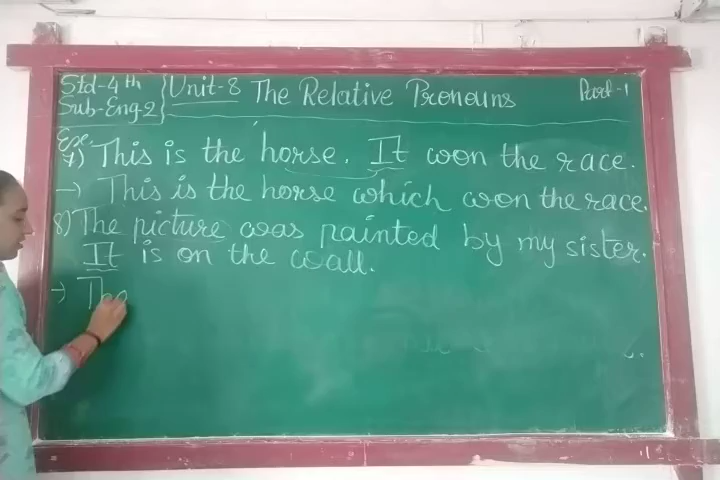 Std-4th
Sub-Eng-2
Unit-8 The Relative Pronouns
Part-1
Ex.
7) This is the horse. It won the race.
→ This is the horse which won the race.
8) The picture was painted by my sister.
It is on the wall.
→ The